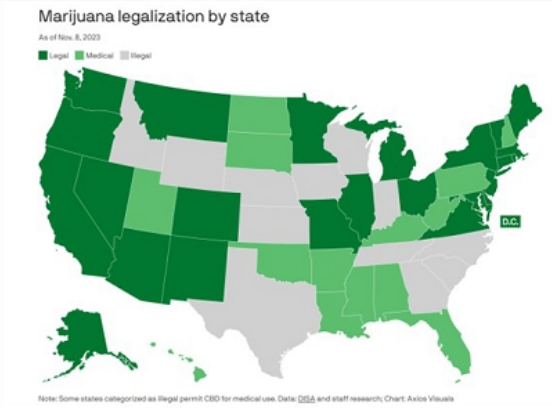 Marijuana legalization by state
As of Nov. 8, 2023
Legal Medical Illegal
D.C.
Note: Some states categorized as illegal permit CBD for medical use. Data: DISA and staff research; Chart: Axios Visuals